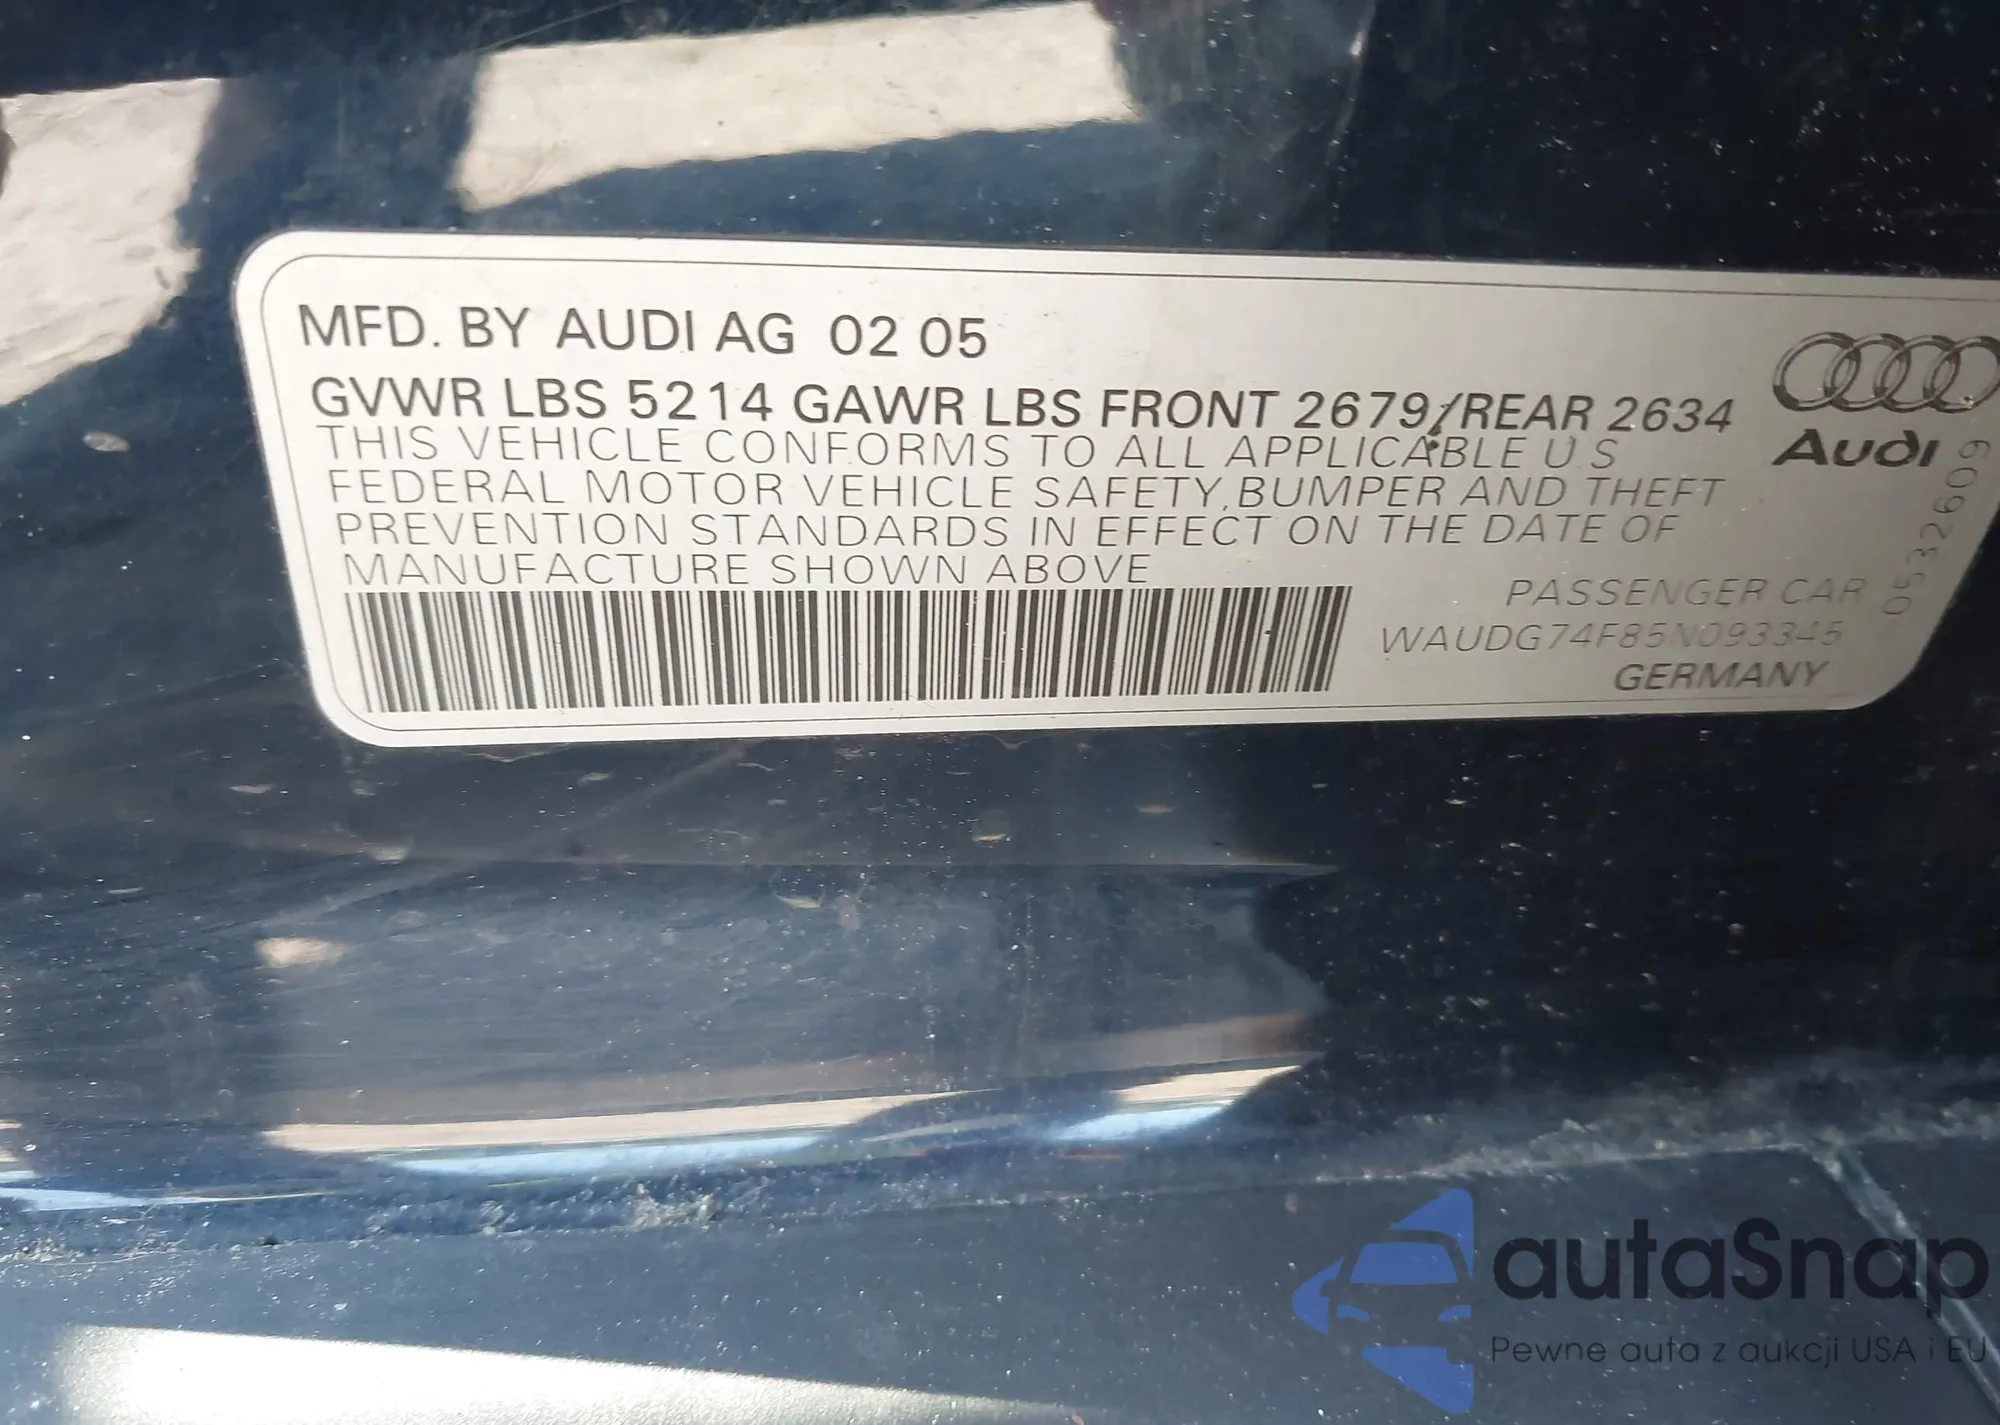 MFD. BY AUDI AG 02 05
GVWR LBS 5214 GAWR LBS FRONT 2679/REAR 2634
THIS VEHICLE CONFORMS TO ALL APPLICABLE U S
FEDERAL MOTOR VEHICLE SAFETY,BUMPER AND THEFT
PREVENTION STANDARDS IN EFFECT ON THE DATE OF
MANUFACTURE SHOWN ABOVE
Audi
05332609
PASSENGER CAR
WAUDG74F85N093345
GERMANY
autaSnap
Pewne auta z aukcji USA i EU